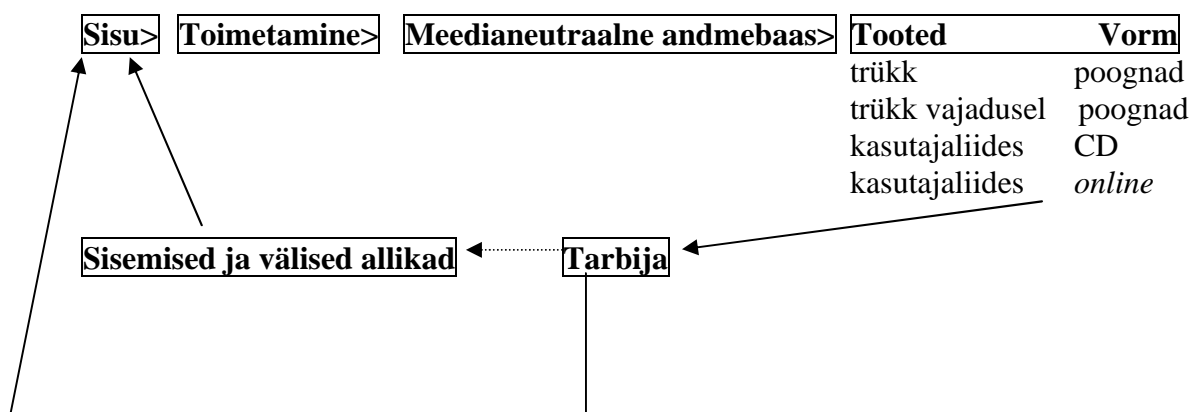 Sisu> Toimetamine> Meedianeutraalne andmebaas> Tooted Vorm
trükk poognad
trükk vajadusel poognad
kasutajaliides CD
kasutajaliides online
Sisemised ja välised allikad Tarbija